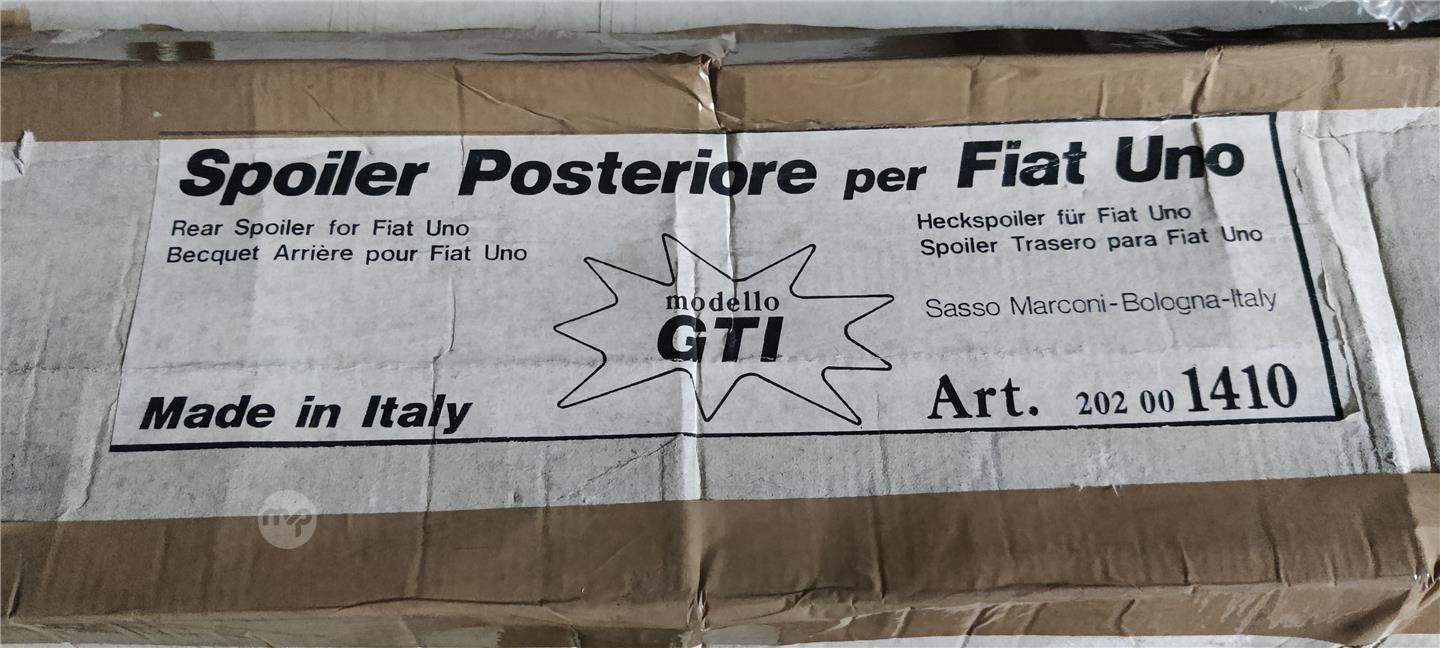 Spoiler Posteriore per Fiat Uno
Rear Spoiler for Fiat Uno
Becquet Arrière pour Fiat Uno
Heckspoiler für Fiat Uno
Spoiler Trasero para Fiat Uno
modello
GTI
Sasso Marconi-Bologna-Italy
Made in Italy
Art. 202 00 1410
mp